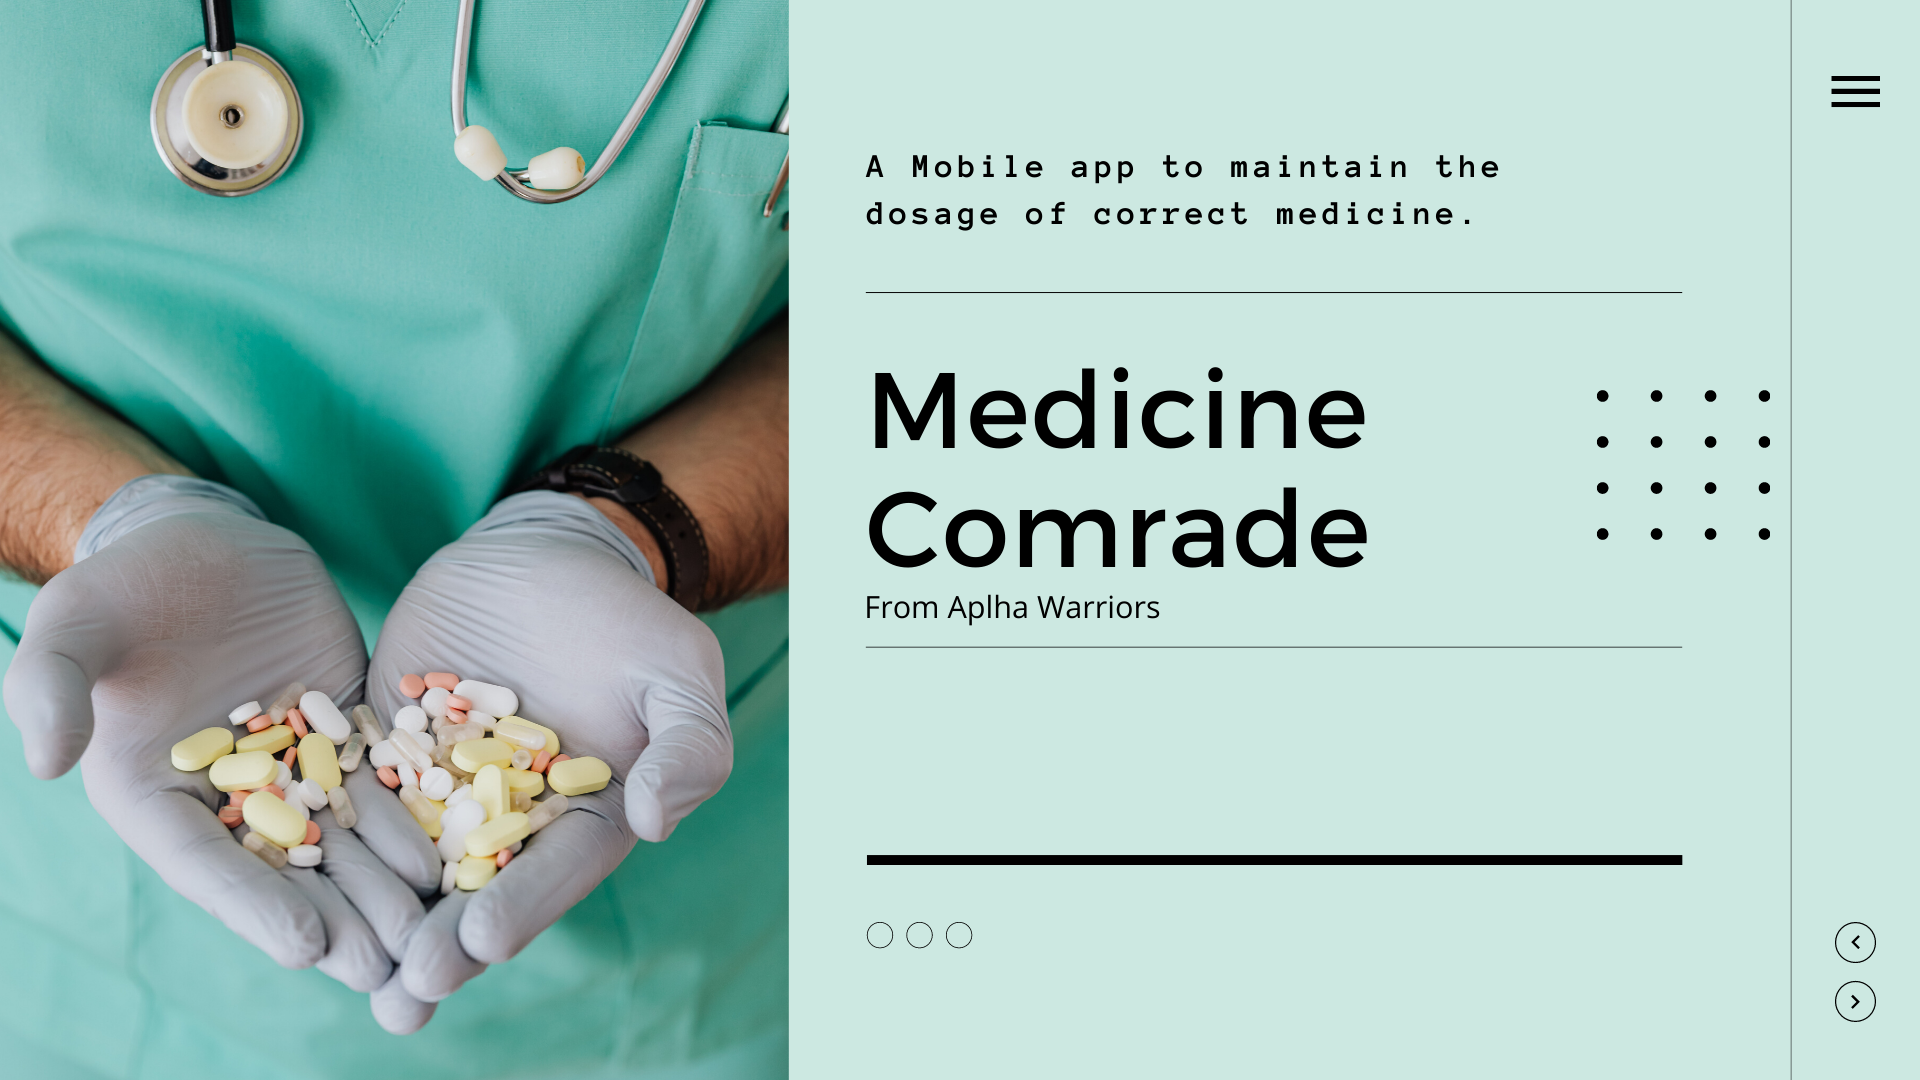 A Mobile app to maintain the
dosage of correct medicine.
Medicine
Comrade
From Aplha Warriors